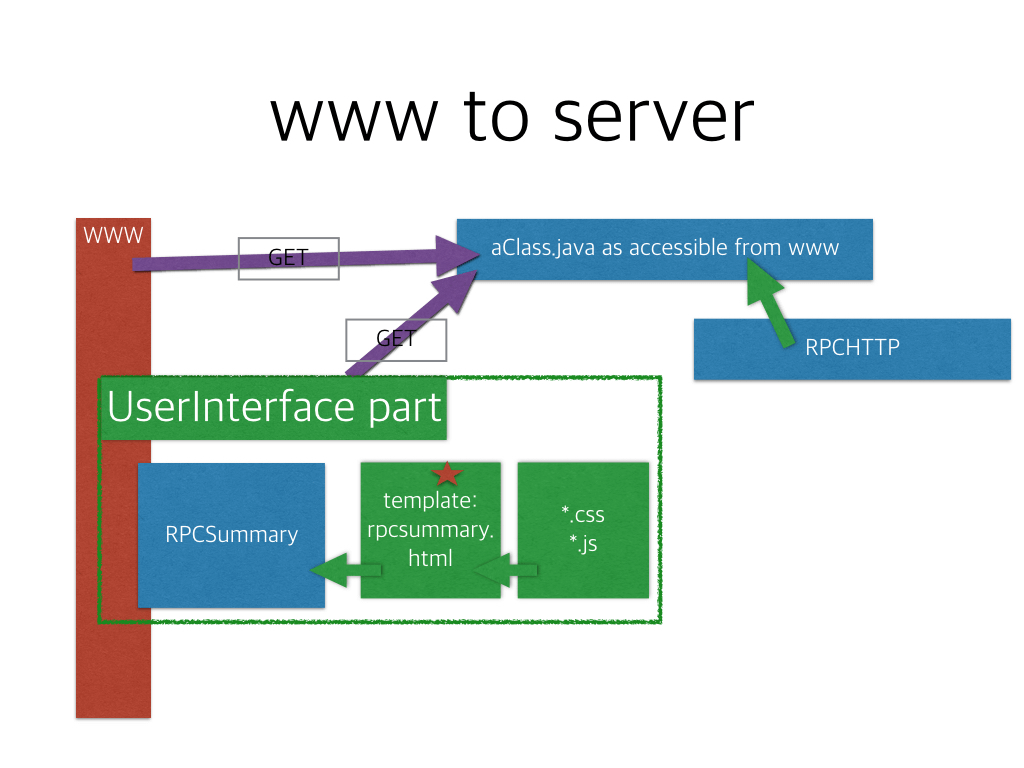 www to server
WWW
GET
aClass.java as accessible from www
GET
RPCHTTP
UserInterface part
RPCSummary
template:
rpcsummary.
html
*.css
*.js